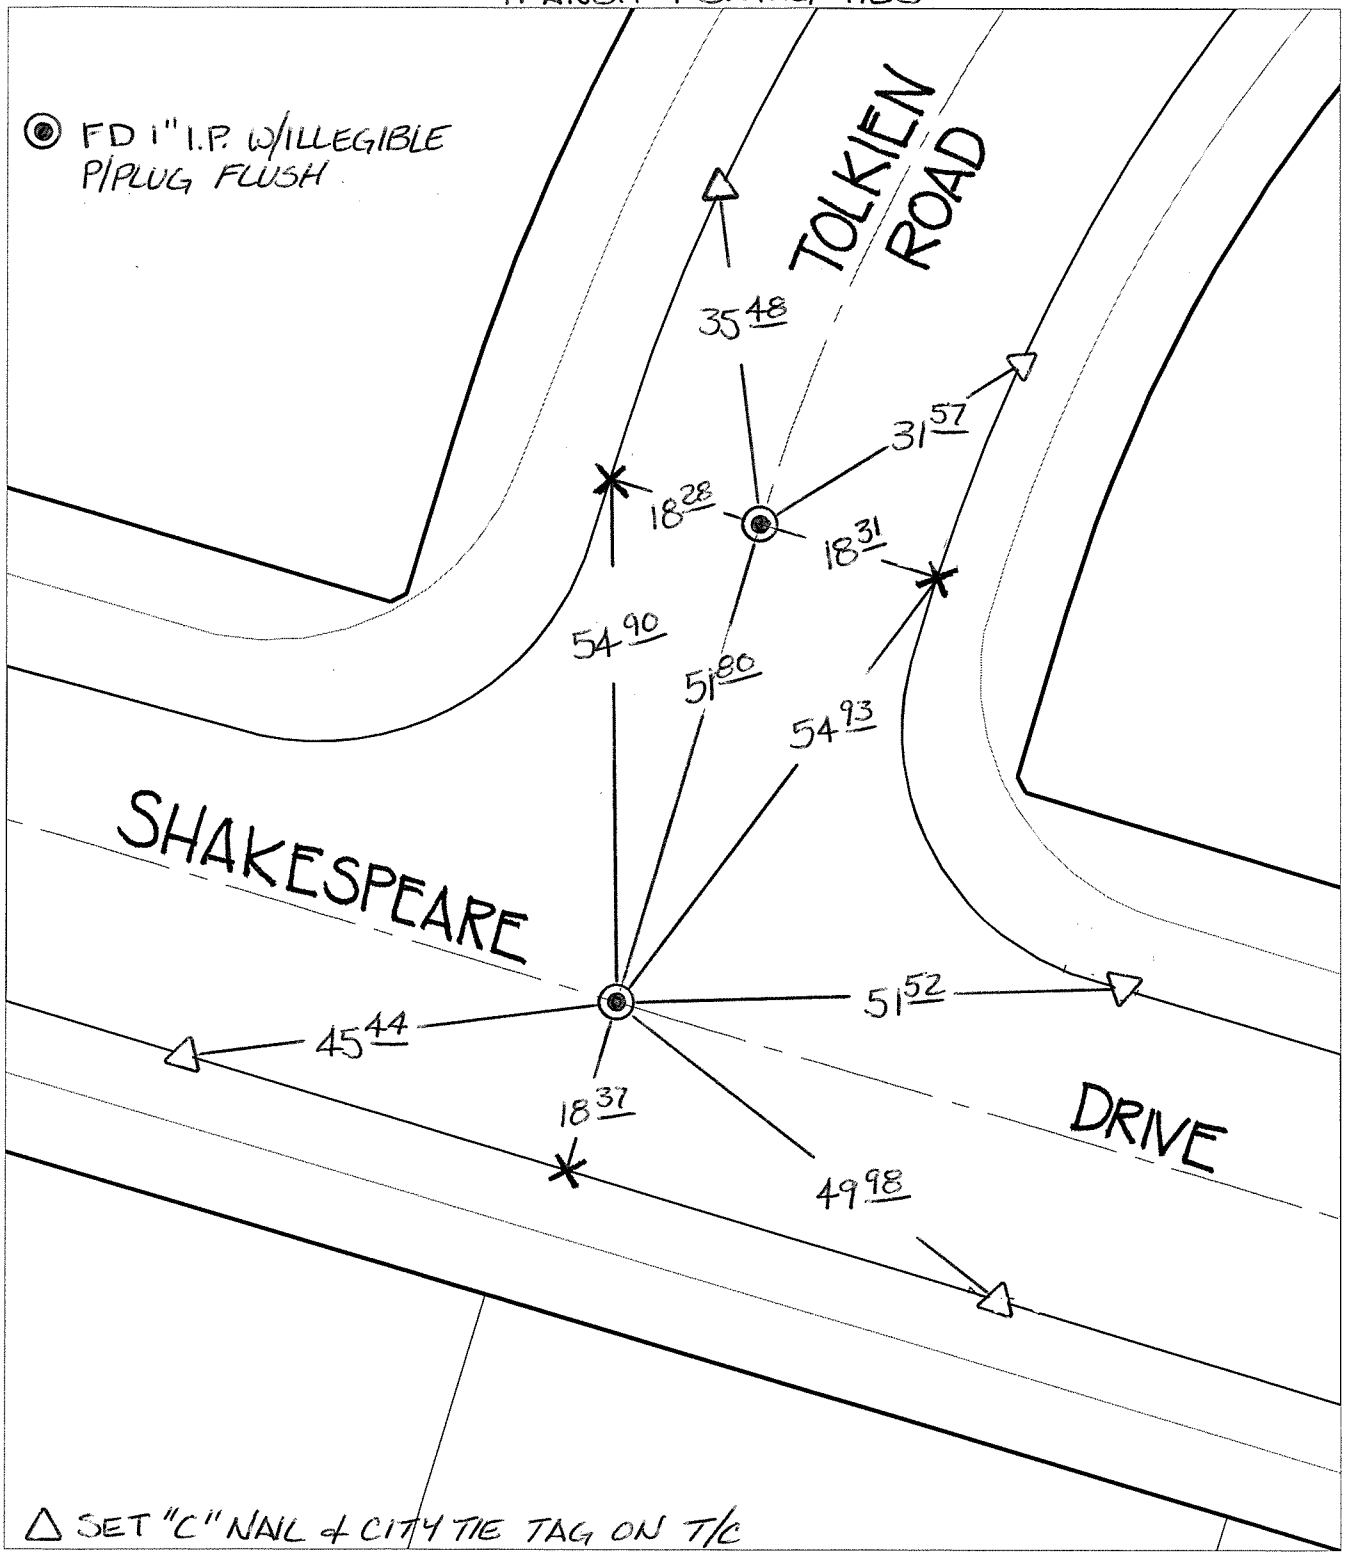 FD 1" I.P. W/ILLEGIBLE
P/PLUG FLUSH
TOLKIEN
ROAD
35 48
31 57
18 28
18 31
54 90
51 80
54 93
SHAKESPEARE
51 52
45 44
18 37
DRIVE
49 98
SET "C" NAIL & CITY TIE TAG ON T/C